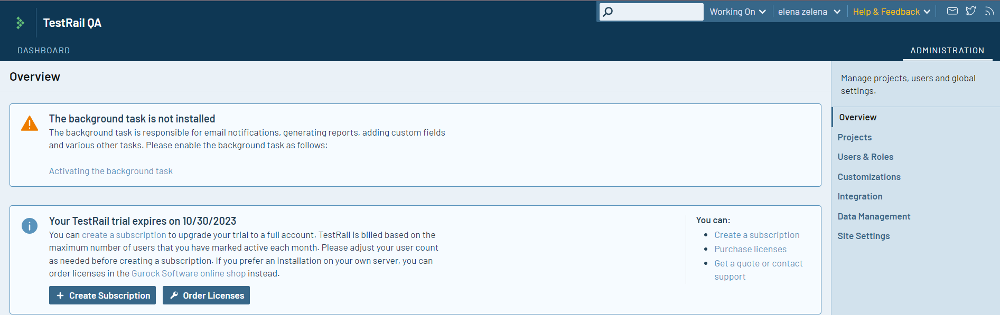 TestRail QA
Working On
elena zelena
Help & Feedback
DASHBOARD
ADMINISTRATION
Overview
The background task is not installed
The background task is responsible for email notifications, generating reports, adding custom fields
and various other tasks. Please enable the background task as follows:
Activating the background task
Your TestRail trial expires on 10/30/2023
You can create a subscription to upgrade your trial to a full account. TestRail is billed based on the
maximum number of users that you have marked active each month. Please adjust your user count
as needed before creating a subscription. If you prefer an installation on your own server, you can
order licenses in the Gurock Software online shop instead.
+ Create Subscription
Order Licenses
You can:
• Create a subscription
• Purchase licenses
• Get a quote or contact
support
Manage projects, users and global
settings.
Overview
Projects
Users & Roles
Customizations
Integration
Data Management
Site Settings